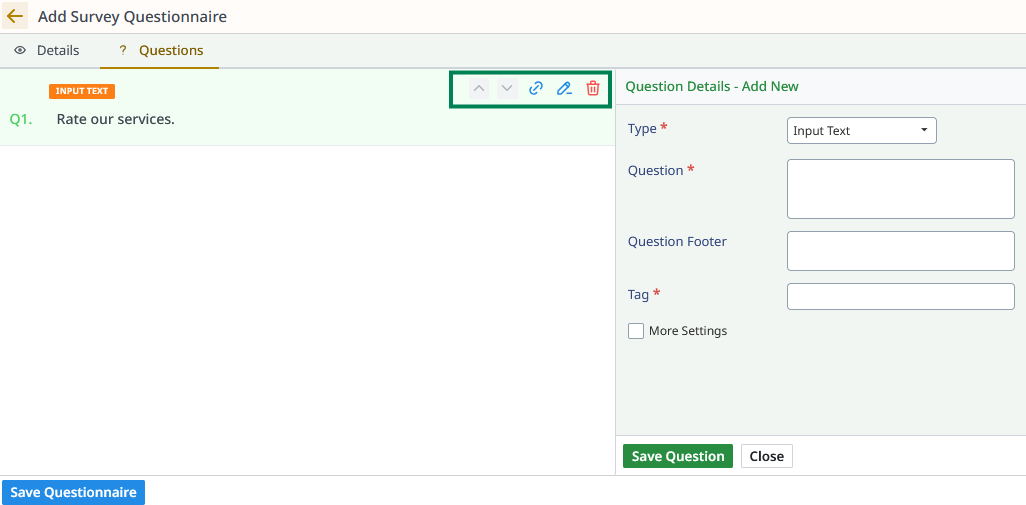 Add Survey Questionnaire
Details
? Questions
INPUT TEXT
Q1. Rate our services.
Question Details - Add New
Type *
Input Text
Question *
Question Footer
Tag *
More Settings
Save Question
Close
Save Questionnaire